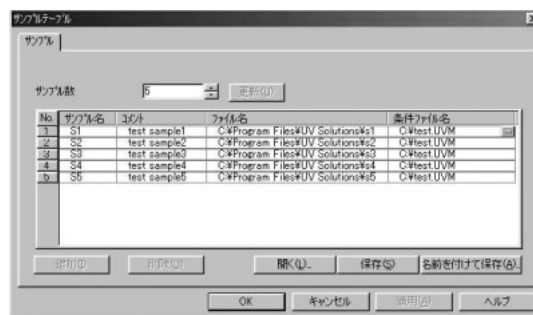 サンプルテーブル
サンプル
サンプル数 5 更新(U)
No. サンプル名 コメント ファイル名 条件ファイル名
1 S1 test sample1 C:¥Program Files¥UV Solutions¥s1 C:¥test.UVM
2 S2 test sample2 C:¥Program Files¥UV Solutions¥s2 C:¥test.UVM
3 S3 test sample3 C:¥Program Files¥UV Solutions¥s3 C:¥test.UVM
4 S4 test sample4 C:¥Program Files¥UV Solutions¥s4 C:¥test.UVM
5 S5 test sample5 C:¥Program Files¥UV Solutions¥s5 C:¥test.UVM
追加(I) 削除(D) 開く(L)... 保存(S) 名前を付けて保存(A)...
OK キャンセル 適用(A) ヘルプ